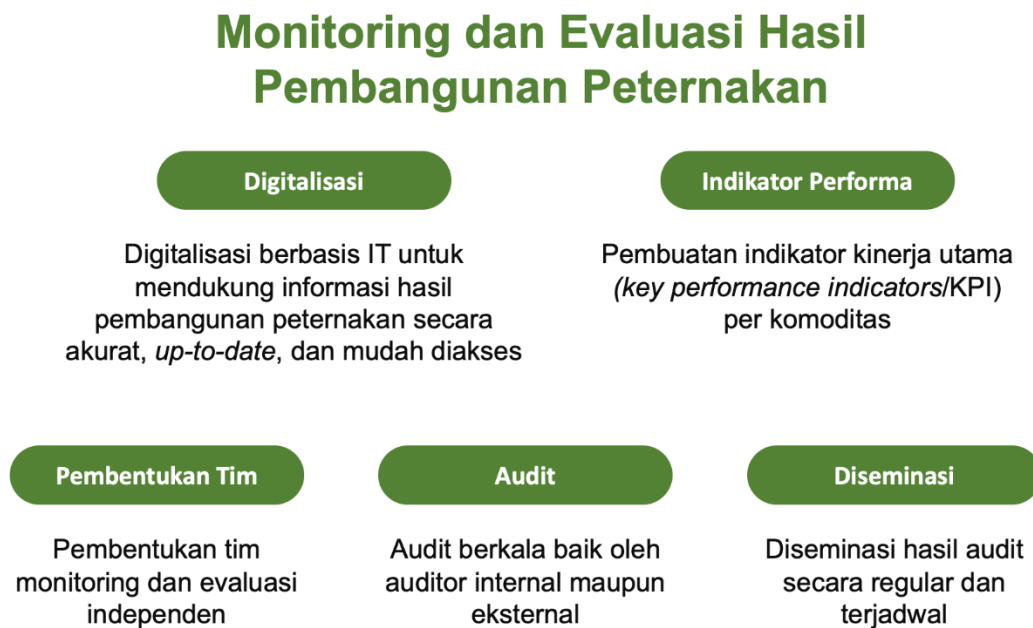 Monitoring dan Evaluasi Hasil
Pembangunan Peternakan
Digitalisasi
Digitalisasi berbasis IT untuk
mendukung informasi hasil
pembangunan peternakan secara
akurat, up-to-date, dan mudah diakses
Indikator Performa
Pembuatan indikator kinerja utama
(key performance indicators/KPI)
per komoditas
Pembentukan Tim
Pembentukan tim
monitoring dan evaluasi
independen
Audit
Audit berkala baik oleh
auditor internal maupun
eksternal
Diseminasi
Diseminasi hasil audit
secara regular dan
terjadwal